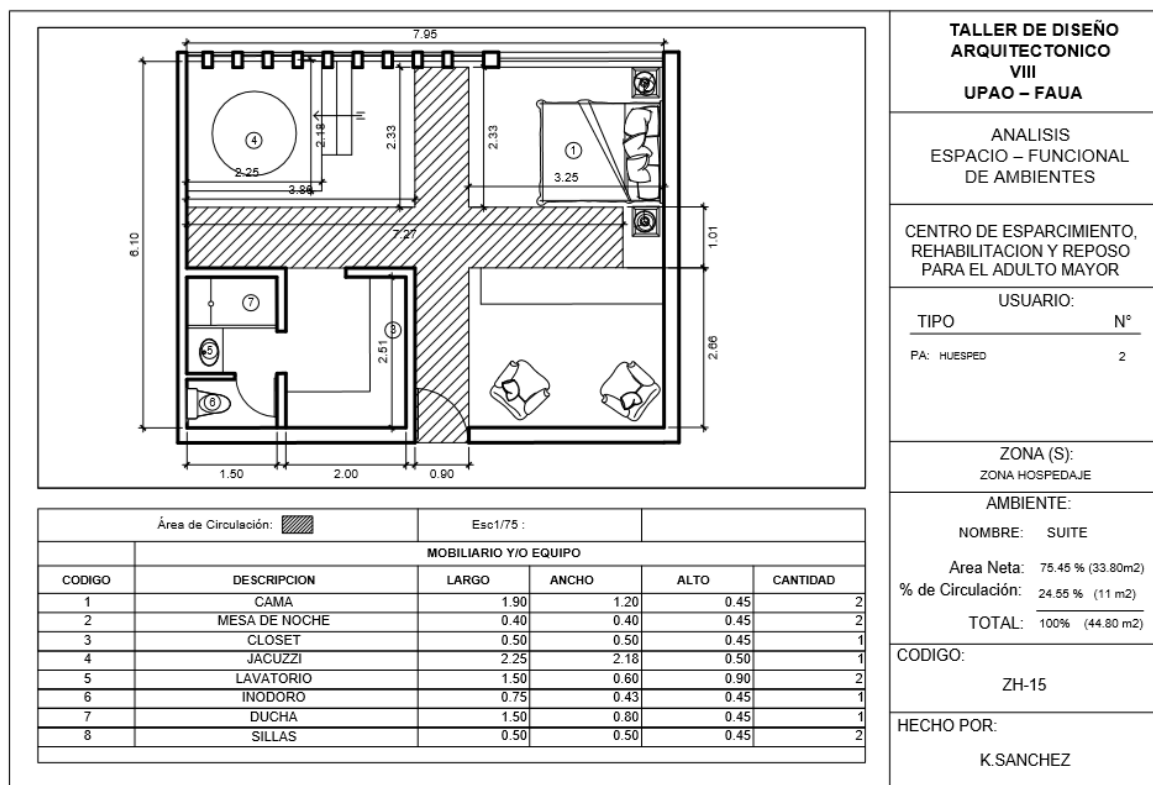 7.95
4
2.18
2.25
3.86
2.33
2.33
1
3.25
6.10
7.27
1.01
7
5
3
2.51
6
2.66
1.50
2.00
0.90
Área de Circulación:
Esc1/75 :
MOBILIARIO Y/O EQUIPO
CODIGO DESCRIPCION LARGO ANCHO ALTO CANTIDAD
1 CAMA 1.90 1.20 0.45 2
2 MESA DE NOCHE 0.40 0.40 0.45 2
3 CLOSET 0.50 0.50 0.45 1
4 JACUZZI 2.25 2.18 0.50 1
5 LAVATORIO 1.50 0.60 0.90 2
6 INODORO 0.75 0.43 0.45 1
7 DUCHA 1.50 0.80 0.45 1
8 SILLAS 0.50 0.50 0.45 2
TALLER DE DISEÑO
ARQUITECTONICO
VIII
UPAO – FAUA
ANALISIS
ESPACIO – FUNCIONAL
DE AMBIENTES
CENTRO DE ESPARCIMIENTO,
REHABILITACION Y REPOSO
PARA EL ADULTO MAYOR
USUARIO:
TIPO N°
PA: HUESPED 2
ZONA (S):
ZONA HOSPEDAJE
AMBIENTE:
NOMBRE: SUITE
Area Neta: 75.45 % (33.80m2)
% de Circulación: 24.55 % (11 m2)
TOTAL: 100% (44.80 m2)
CODIGO:
ZH-15
HECHO POR:
K.SANCHEZ